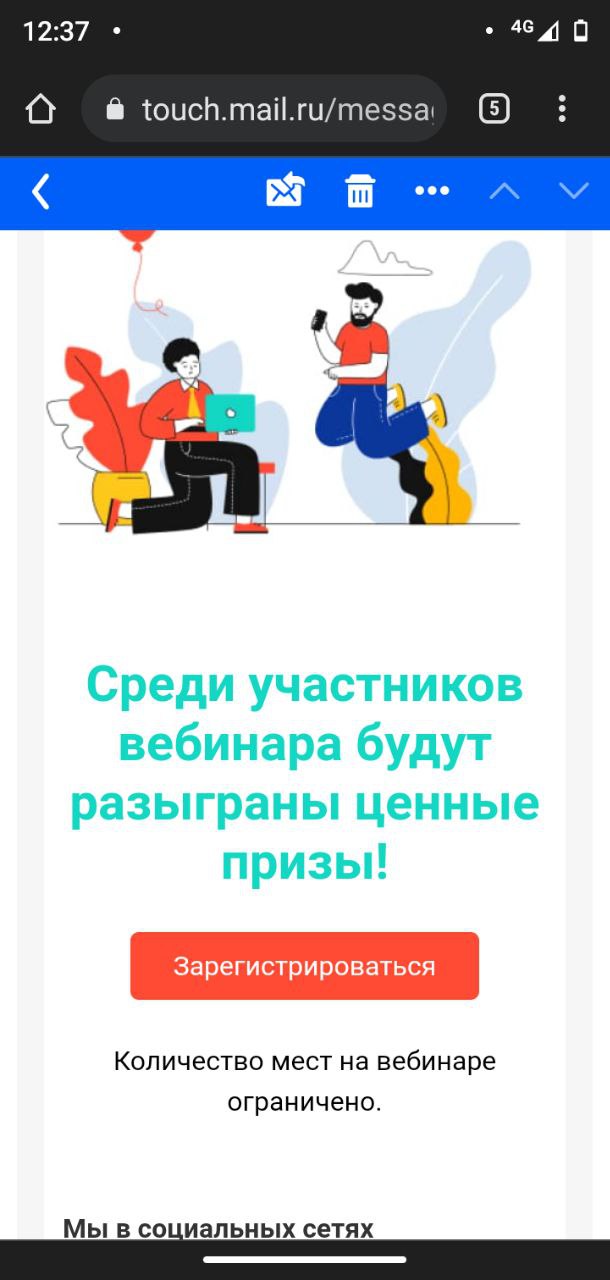 12:37
4G
touch.mail.ru/messa
5
Среди участников
вебинара будут
разыграны ценные
призы!
Зарегистрироваться
Количество мест на вебинаре
ограничено.
Мы в социальных сетях